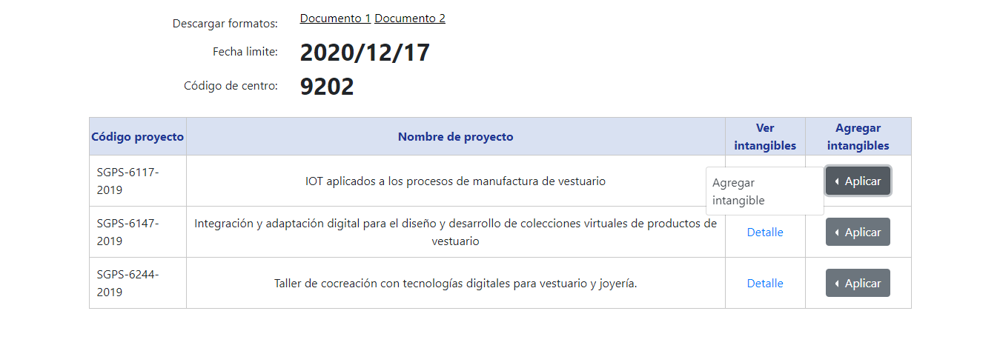 Descargar formatos: Documento 1 Documento 2
Fecha limite: 2020/12/17
Código de centro: 9202
Código proyecto Nombre de proyecto Ver intangibles Agregar intangibles
SGPS-6117-2019 IOT aplicados a los procesos de manufactura de vestuario Aplicar
Agregar intangible
SGPS-6147-2019 Integración y adaptación digital para el diseño y desarrollo de colecciones virtuales de productos de vestuario Detalle Aplicar
SGPS-6244-2019 Taller de cocreación con tecnologías digitales para vestuario y joyería. Detalle Aplicar